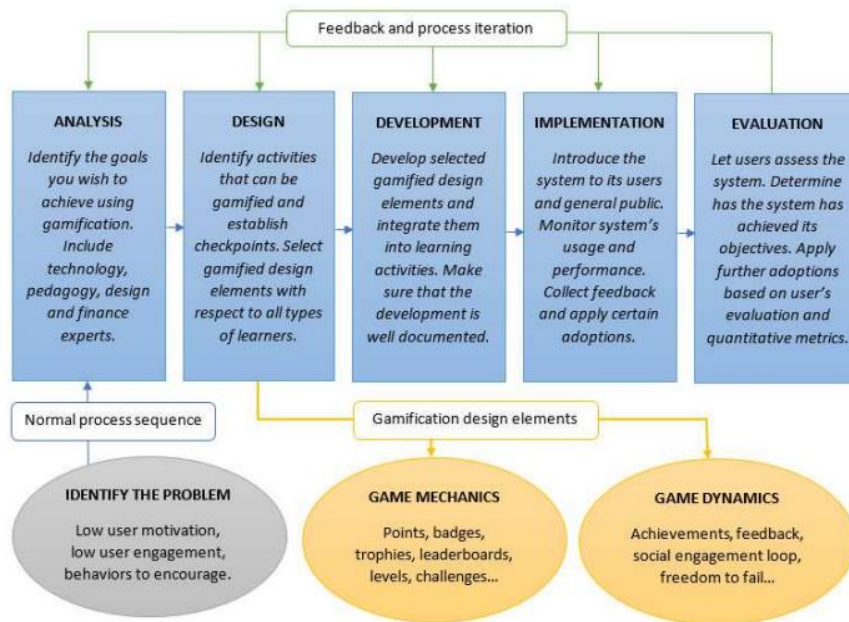 Feedback and process iteration
ANALYSIS
Identify the goals
you wish to
achieve using
gamification.
Include
technology,
pedagogy, design
and finance
experts.
DESIGN
Identify activities
that can be
gamified and
establish
checkpoints. Select
gamified design
elements with
respect to all types
of learners.
DEVELOPMENT
Develop selected
gamified design
elements and
integrate them
into learning
activities. Make
sure that the
development is
well documented.
IMPLEMENTATION
Introduce the
system to its users
and general public.
Monitor system's
usage and
performance.
Collect feedback
and apply certain
adoptions.
EVALUATION
Let users assess the
system. Determine
has the system has
achieved its
objectives. Apply
further adoptions
based on user's
evaluation and
quantitative metrics.
Normal process sequence
Gamification design elements
IDENTIFY THE PROBLEM
Low user motivation,
low user engagement,
behaviors to encourage.
GAME MECHANICS
Points, badges,
trophies, leaderboards,
levels, challenges...
GAME DYNAMICS
Achievements, feedback,
social engagement loop,
freedom to fail...